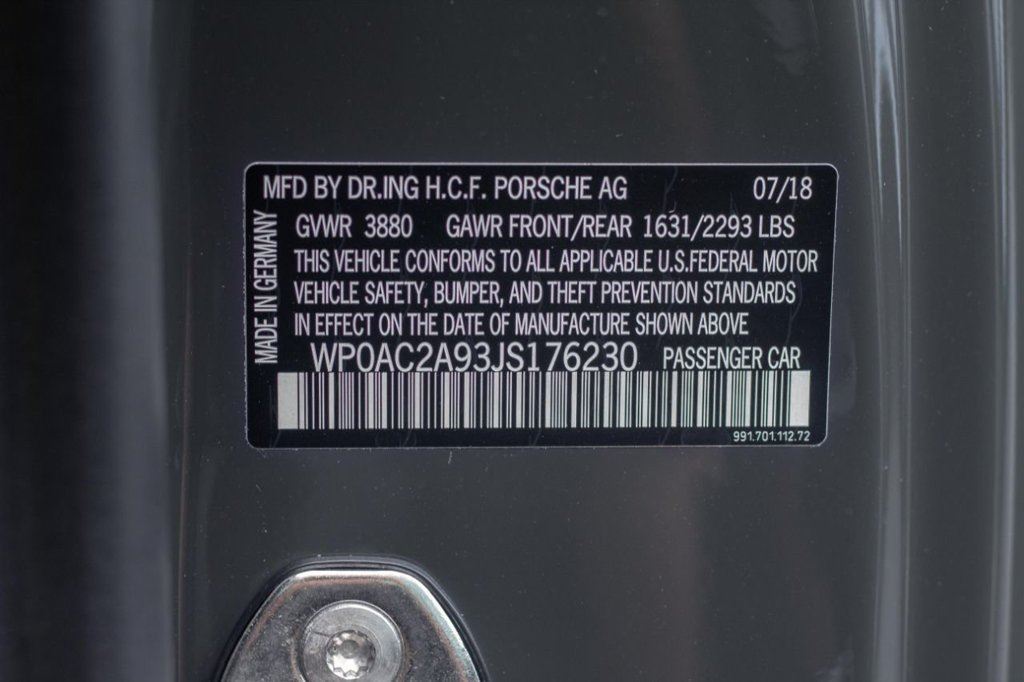 MFD BY DR.ING H.C.F. PORSCHE AG 07/18
GVWR 3880 GAWR FRONT/REAR 1631/2293 LBS
THIS VEHICLE CONFORMS TO ALL APPLICABLE U.S.FEDERAL MOTOR
VEHICLE SAFETY, BUMPER, AND THEFT PREVENTION STANDARDS
IN EFFECT ON THE DATE OF MANUFACTURE SHOWN ABOVE
WP0AC2A93JS176230 PASSENGER CAR
991.701.112.72
MADE IN GERMANY